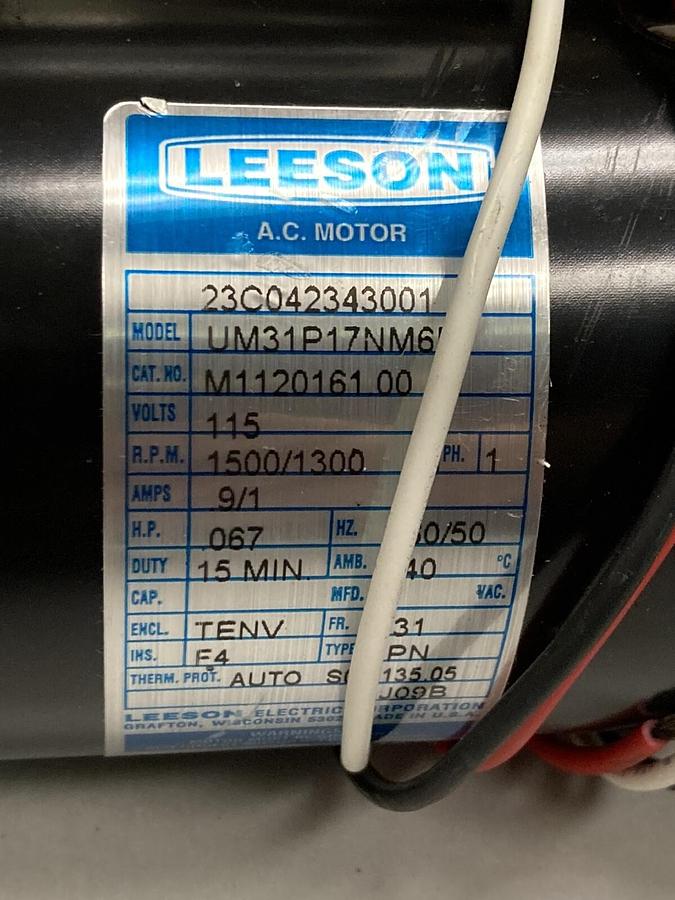 LEESON
A.C. MOTOR
23C042343001
MODEL UM31P17NM6
CAT. NO. M1120161.00
VOLTS 115
R.P.M. 1500/1300 PH. 1
AMPS .9/1
H.P. .067 HZ. 0/50
DUTY 15 MIN. AMB. 40 °C
CAP. MFD. VAC.
ENCL. TENV FR. 31
INS. F4 TYPE PN
THERM. PROT. AUTO 135.05
J09B
LEESON ELECTRIC CORPORATION
GRAFTON, WISCONSIN MADE IN U.S.A.
WARNING